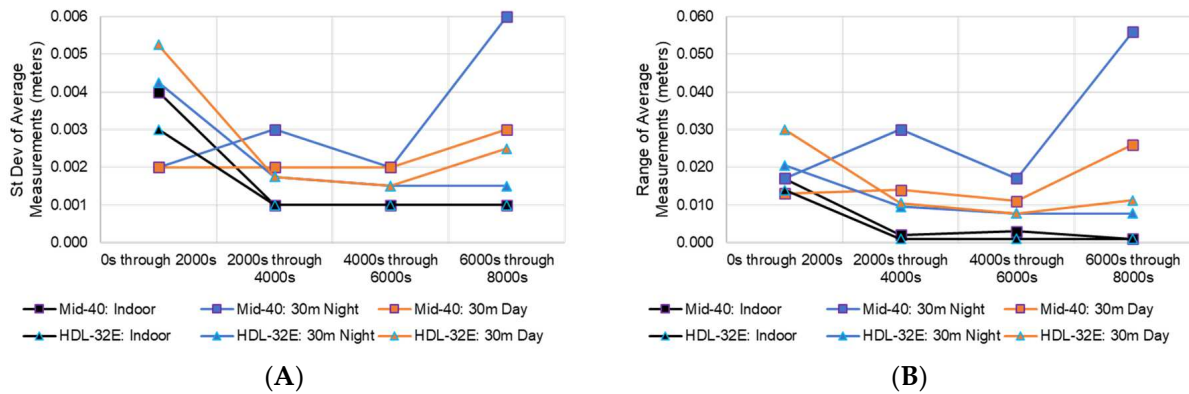 St Dev of Average
Measurements (meters)
0.006
0.005
0.004
0.003
0.002
0.001
0.000
0s through 2000s
2000s through
4000s
4000s through
6000s
6000s through
8000s
Mid-40: Indoor
Mid-40: 30m Night
Mid-40: 30m Day
HDL-32E: Indoor
HDL-32E: 30m Night
HDL-32E: 30m Day
(A)
Range of Average
Measurements (meters)
0.060
0.050
0.040
0.030
0.020
0.010
0.000
0s through 2000s
2000s through
4000s
4000s through
6000s
6000s through
8000s
Mid-40: Indoor
Mid-40: 30m Night
Mid-40: 30m Day
HDL-32E: Indoor
HDL-32E: 30m Night
HDL-32E: 30m Day
(B)